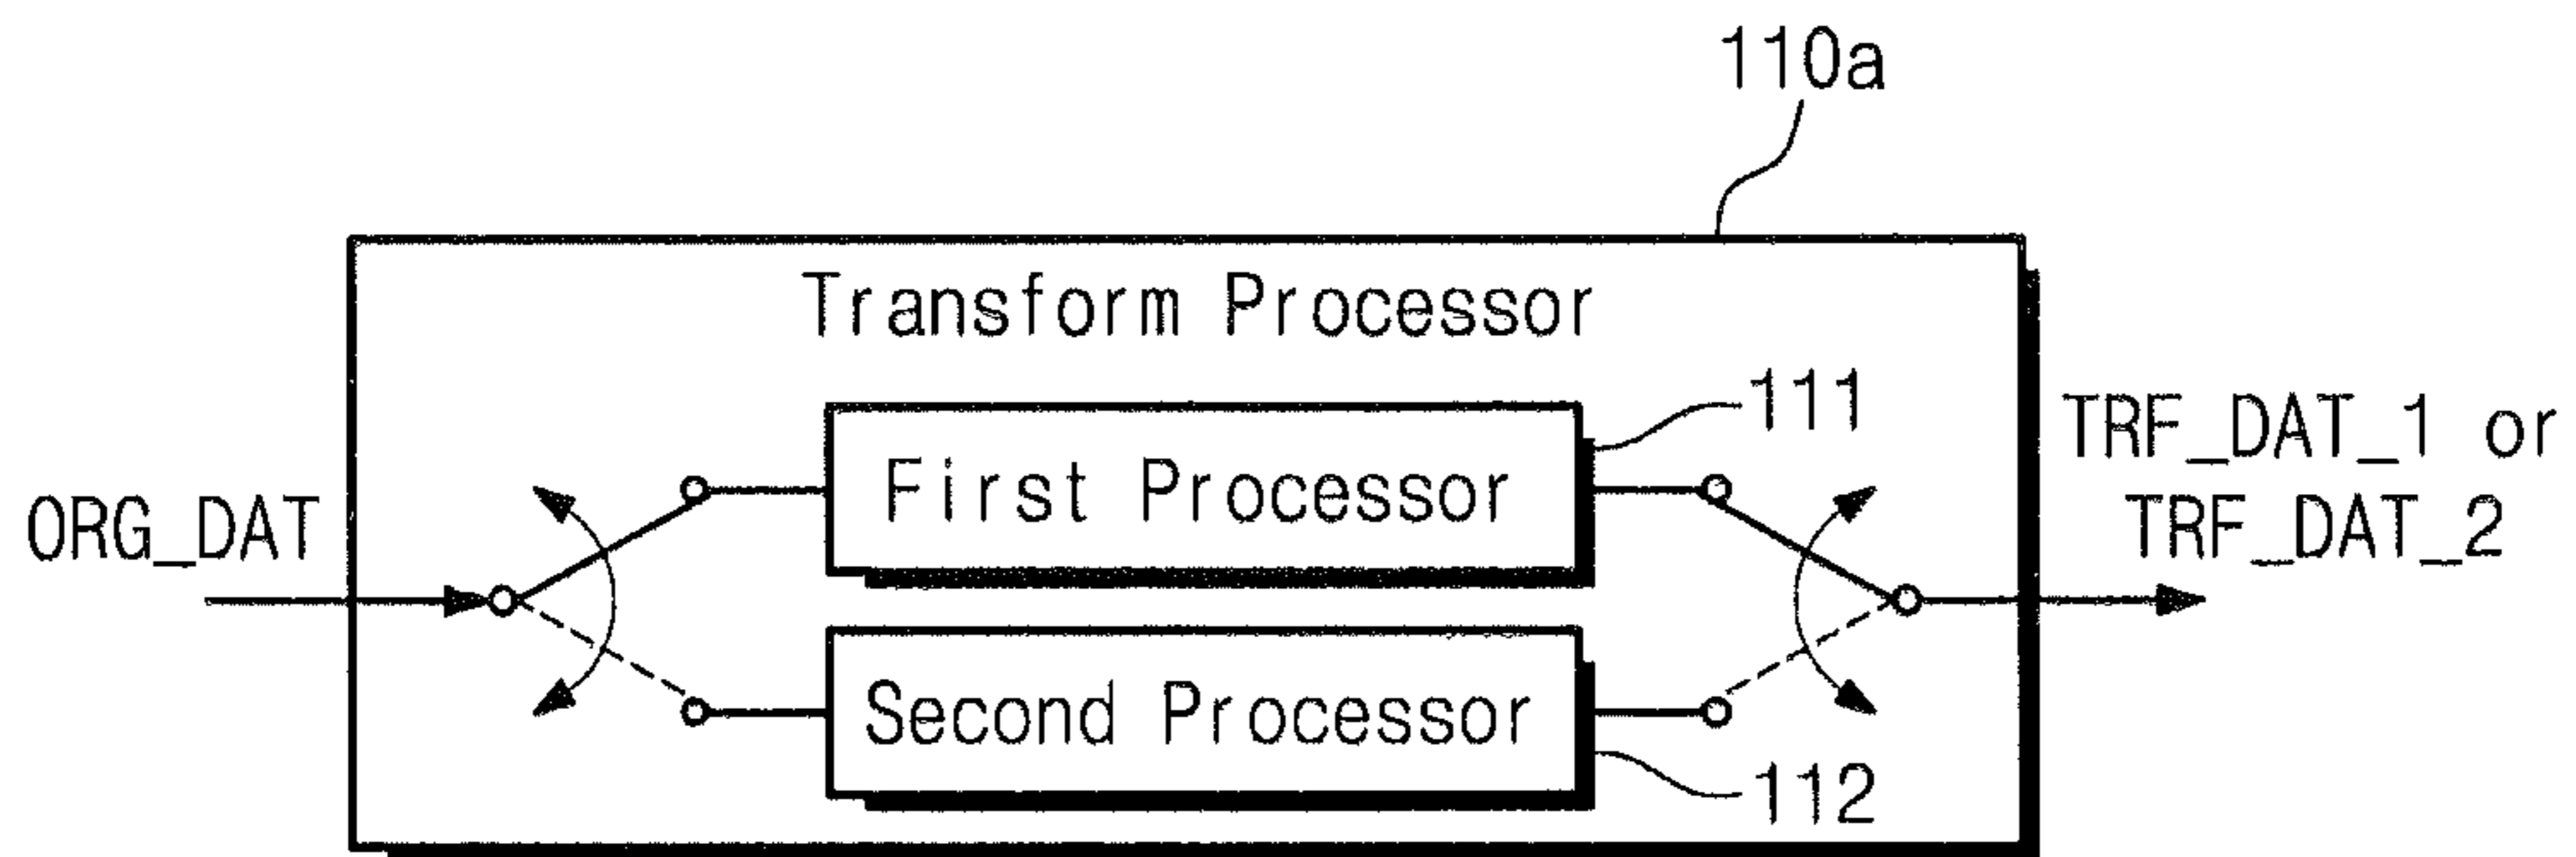 110a
Transform Processor
111
First Processor
ORG_DAT
TRF_DAT_1 or
TRF_DAT_2
Second Processor
112